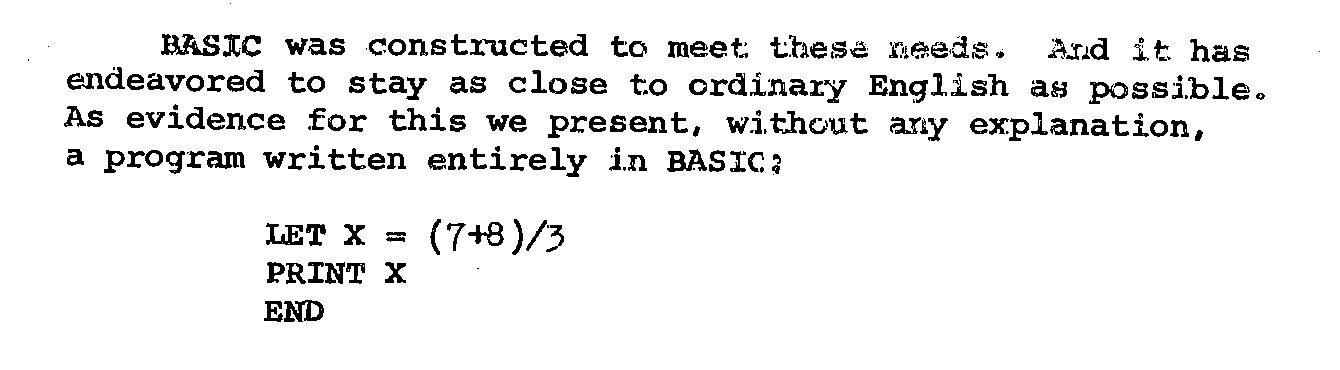 BASIC was constructed to meet these needs. And it has
endeavored to stay as close to ordinary English as possible.
As evidence for this we present, without any explanation,
a program written entirely in BASIC:
LET X = (7+8)/3
PRINT X
END